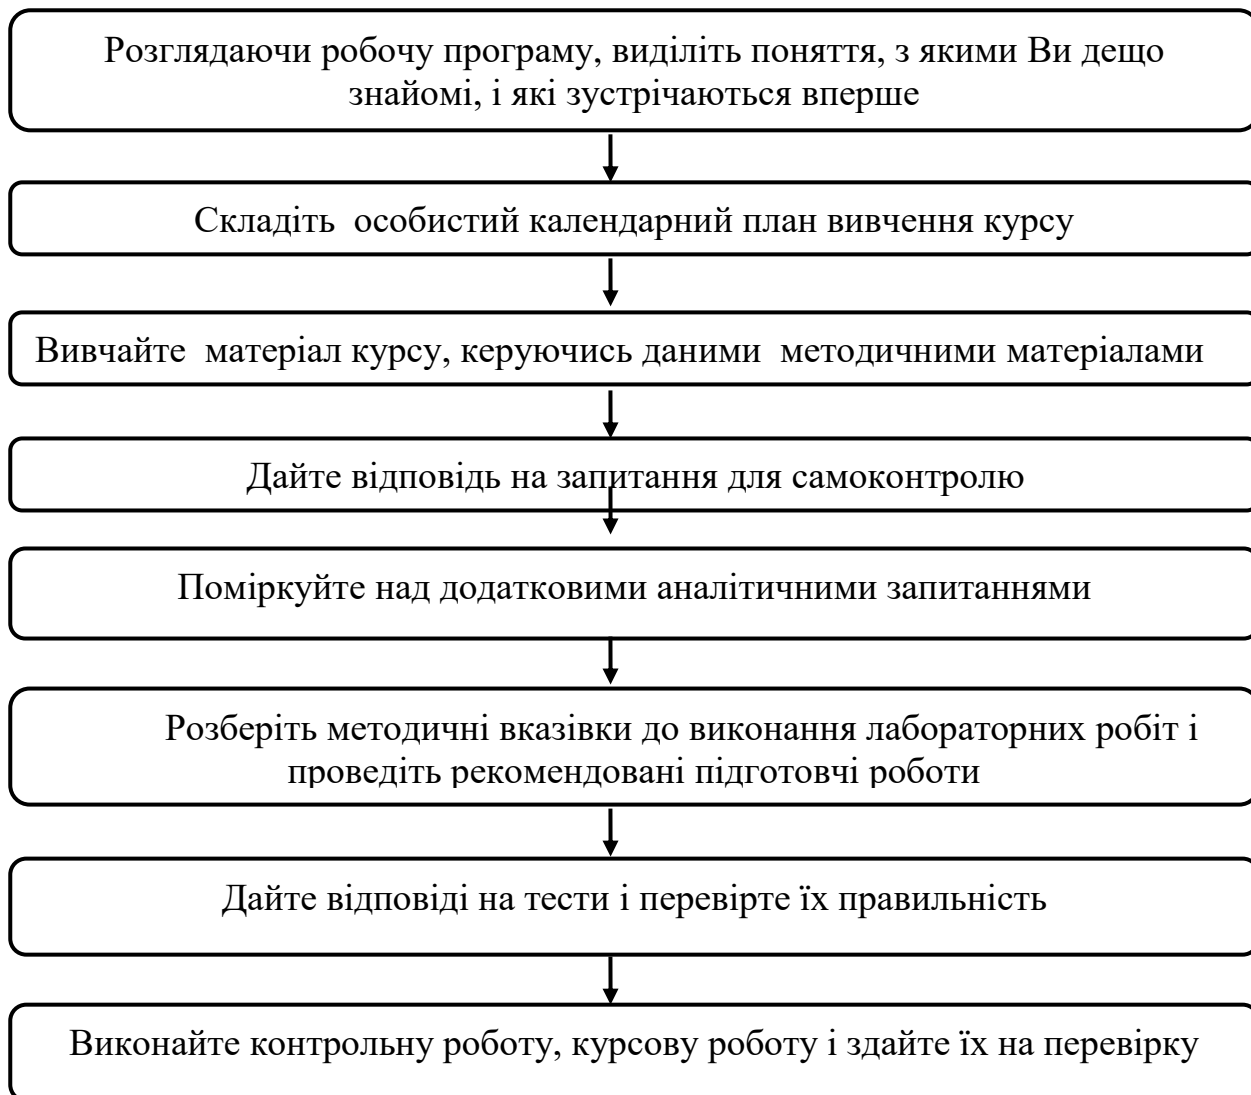 Розглядаючи робочу програму, виділіть поняття, з якими Ви дещо
знайомі, і які зустрічаються вперше
Складіть особистий календарний план вивчення курсу
Вивчайте матеріал курсу, керуючись даними методичними матеріалами
Дайте відповідь на запитання для самоконтролю
Поміркуйте над додатковими аналітичними запитаннями
Розберіть методичні вказівки до виконання лабораторних робіт і
проведіть рекомендовані підготовчі роботи
Дайте відповіді на тести і перевірте їх правильність
Виконайте контрольну роботу, курсову роботу і здайте їх на перевірку